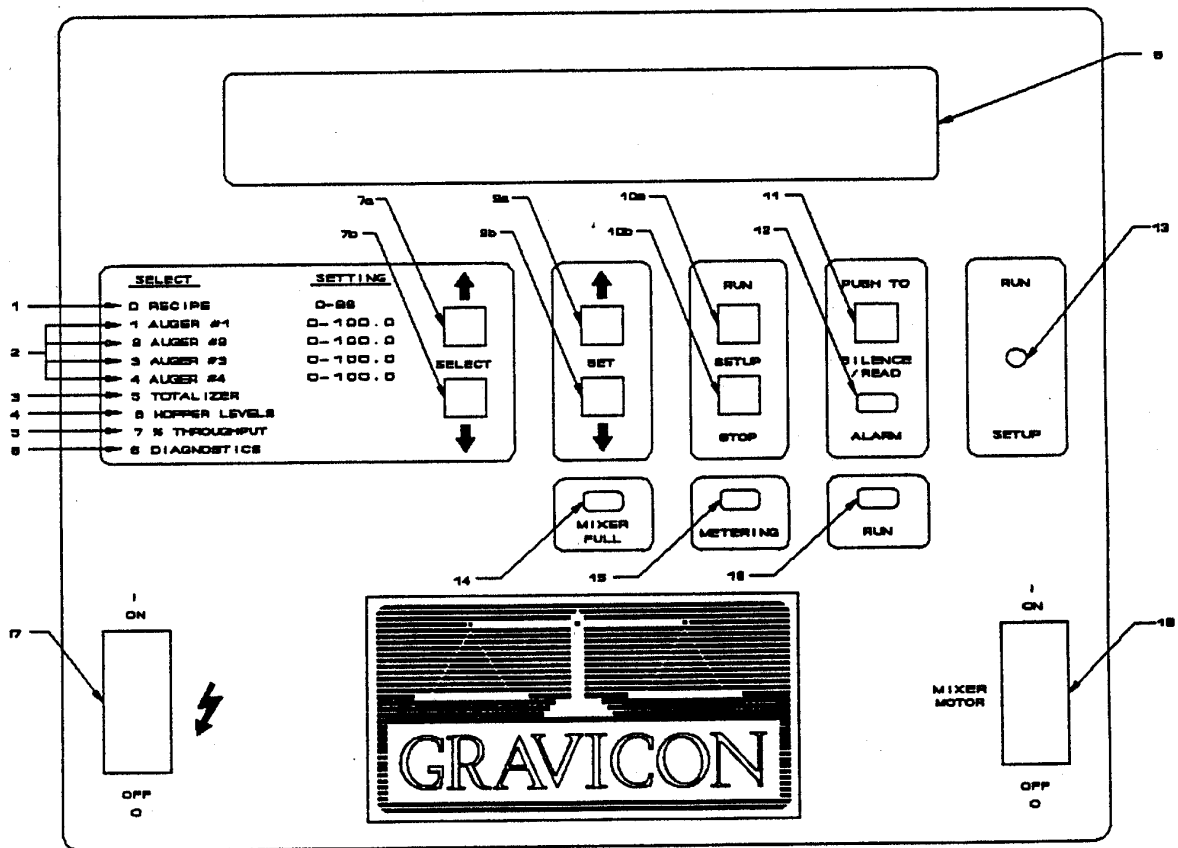 8
7a
9a
10a
11
7b
9b
10b
12
13
SELECT SETTING
1 0 RECIPE 0-99
1 AUGER #1 0-100.0
2 2 AUGER #2 0-100.0
3 AUGER #3 0-100.0
4 AUGER #4 0-100.0
3 5 TOTALIZER
4 6 HOPPER LEVELS
5 7 % THROUGHPUT
6 8 DIAGNOSTICS
SELECT
SET
RUN
SETUP
STOP
PUSH TO
SILENCE
/READ
ALARM
RUN
SETUP
MIXER
FULL
METERING
RUN
14
15
16
17
I
ON
OFF
O
GRAVICON
I
ON
MIXER
MOTOR
OFF
O
18